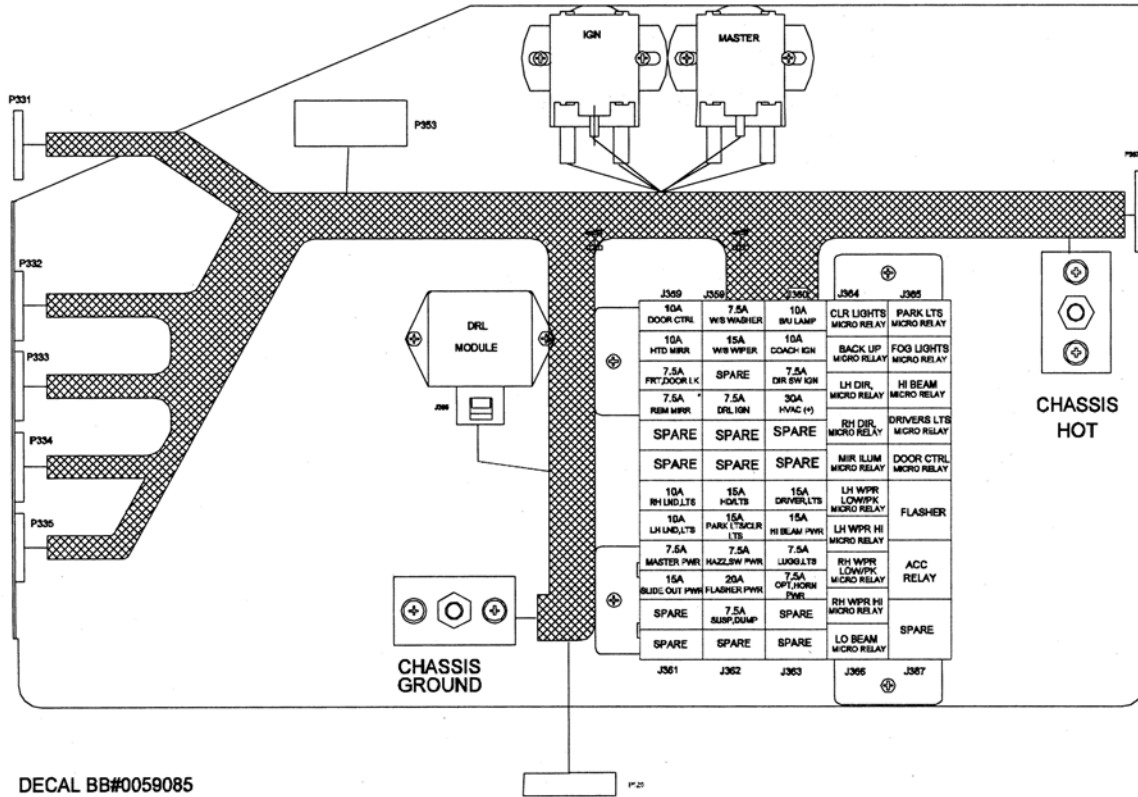 IGN
MASTER
P331
P353
P332
P333
P334
P335
DRL
MODULE
CHASSIS
HOT
CHASSIS
GROUND
J359 J360 J364 J365
10A
DOOR CTRL
7.5A
W/S WASHER
10A
B/U LAMP
CLR LIGHTS
MICRO RELAY
PARK LTS
MICRO RELAY
10A
HTD MIRR
15A
W/S WIPER
10A
COACH IGN
BACK UP
MICRO RELAY
FOG LIGHTS
MICRO RELAY
7.5A
FRT,DOOR LK
SPARE
7.5A
DIR SW IGN
LH DIR,
MICRO RELAY
HI BEAM
MICRO RELAY
7.5A
REM MIRR
7.5A
DRL IGN
30A
HVAC (+)
RH DIR,
MICRO RELAY
DRIVERS LTS
MICRO RELAY
SPARE
SPARE
SPARE
SPARE
SPARE
SPARE
MIR ILUM
MICRO RELAY
DOOR CTRL
MICRO RELAY
10A
RH LND,LTS
15A
HD/LTS
15A
DRIVER,LTS
LH WPR
LOW/PK
MICRO RELAY
FLASHER
10A
LH LND,LTS
15A
PARK LTS/CLR
LTS
15A
HI BEAM PWR
LH WPR HI
MICRO RELAY
7.5A
MASTER PWR
7.5A
HAZZ,SW PWR
7.5A
LUGG,LTS
RH WPR
LOW/PK
MICRO RELAY
ACC
RELAY
15A
SLIDE OUT PWR
20A
FLASHER PWR
7.5A
OPT,HORN
PWR
RH WPR HI
MICRO RELAY
SPARE
7.5A
SUSP,DUMP
SPARE
SPARE
SPARE
SPARE
SPARE
LO BEAM
MICRO RELAY
J361 J362 J363 J366 J367
DECAL BB#0059085